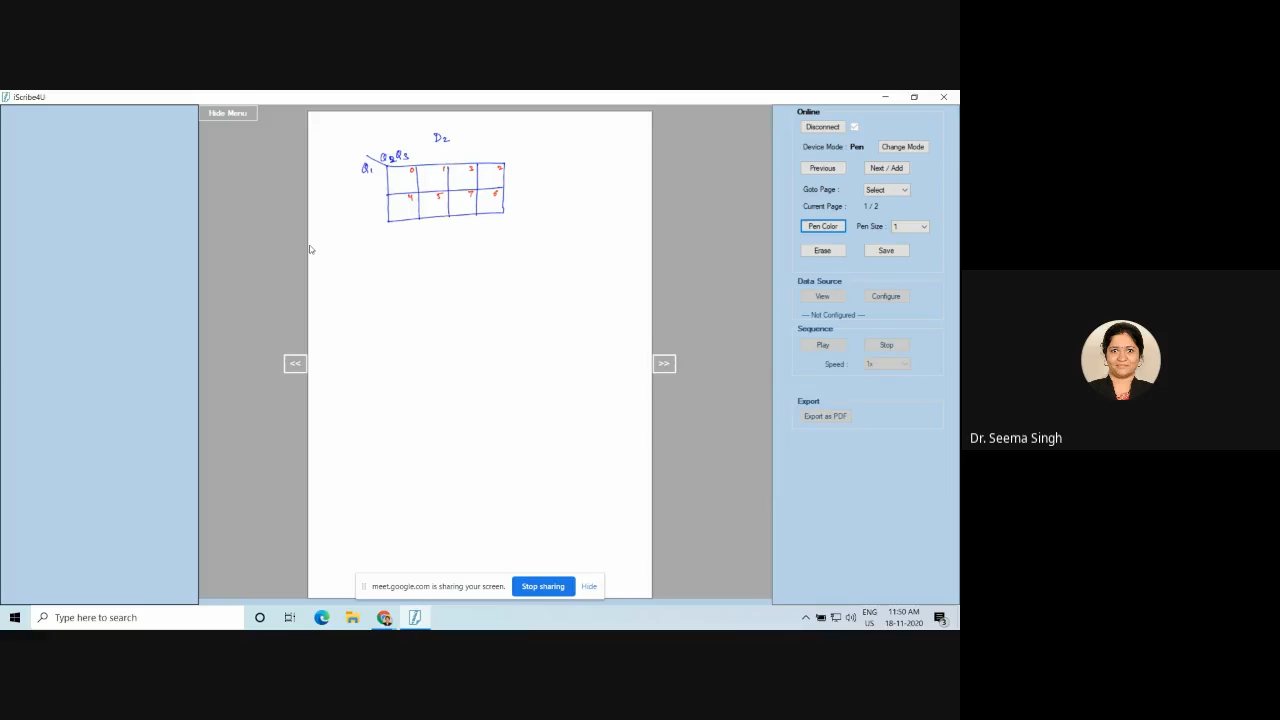 iScribe4U
Hide Menu
D2
Q2Q3
Q1
0 1 3 2
4 5 7 6
<<
>>
Online
Disconnect
Device Mode : Pen Change Mode
Previous Next / Add
Goto Page : Select
Current Page : 1 / 2
Pen Color Pen Size : 1
Erase Save
Data Source
View Configure
--- Not Configured ---
Sequence
Play Stop
Speed : 1x
Export
Export as PDF
Dr. Seema Singh
meet.google.com is sharing your screen. Stop sharing Hide
Type here to search
ENG
US
11:50 AM
18-11-2020
3